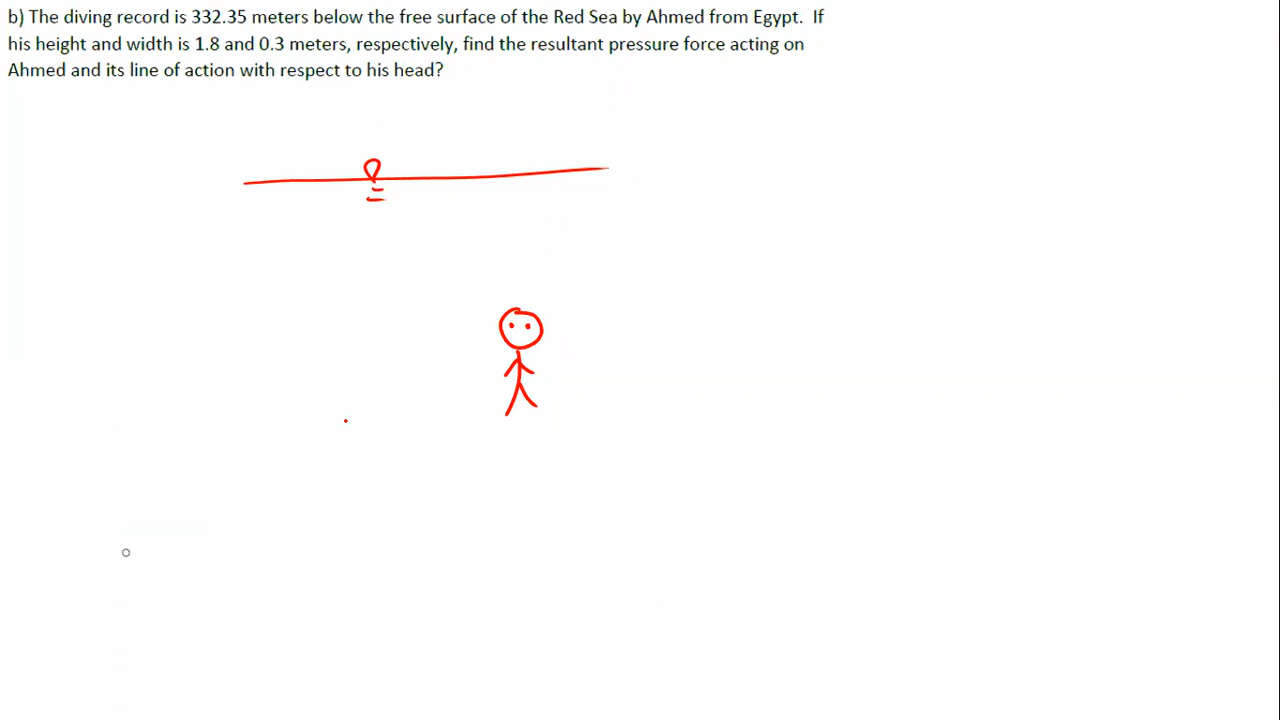 b) The diving record is 332.35 meters below the free surface of the Red Sea by Ahmed from Egypt.  If
his height and width is 1.8 and 0.3 meters, respectively, find the resultant pressure force acting on
Ahmed and its line of action with respect to his head?